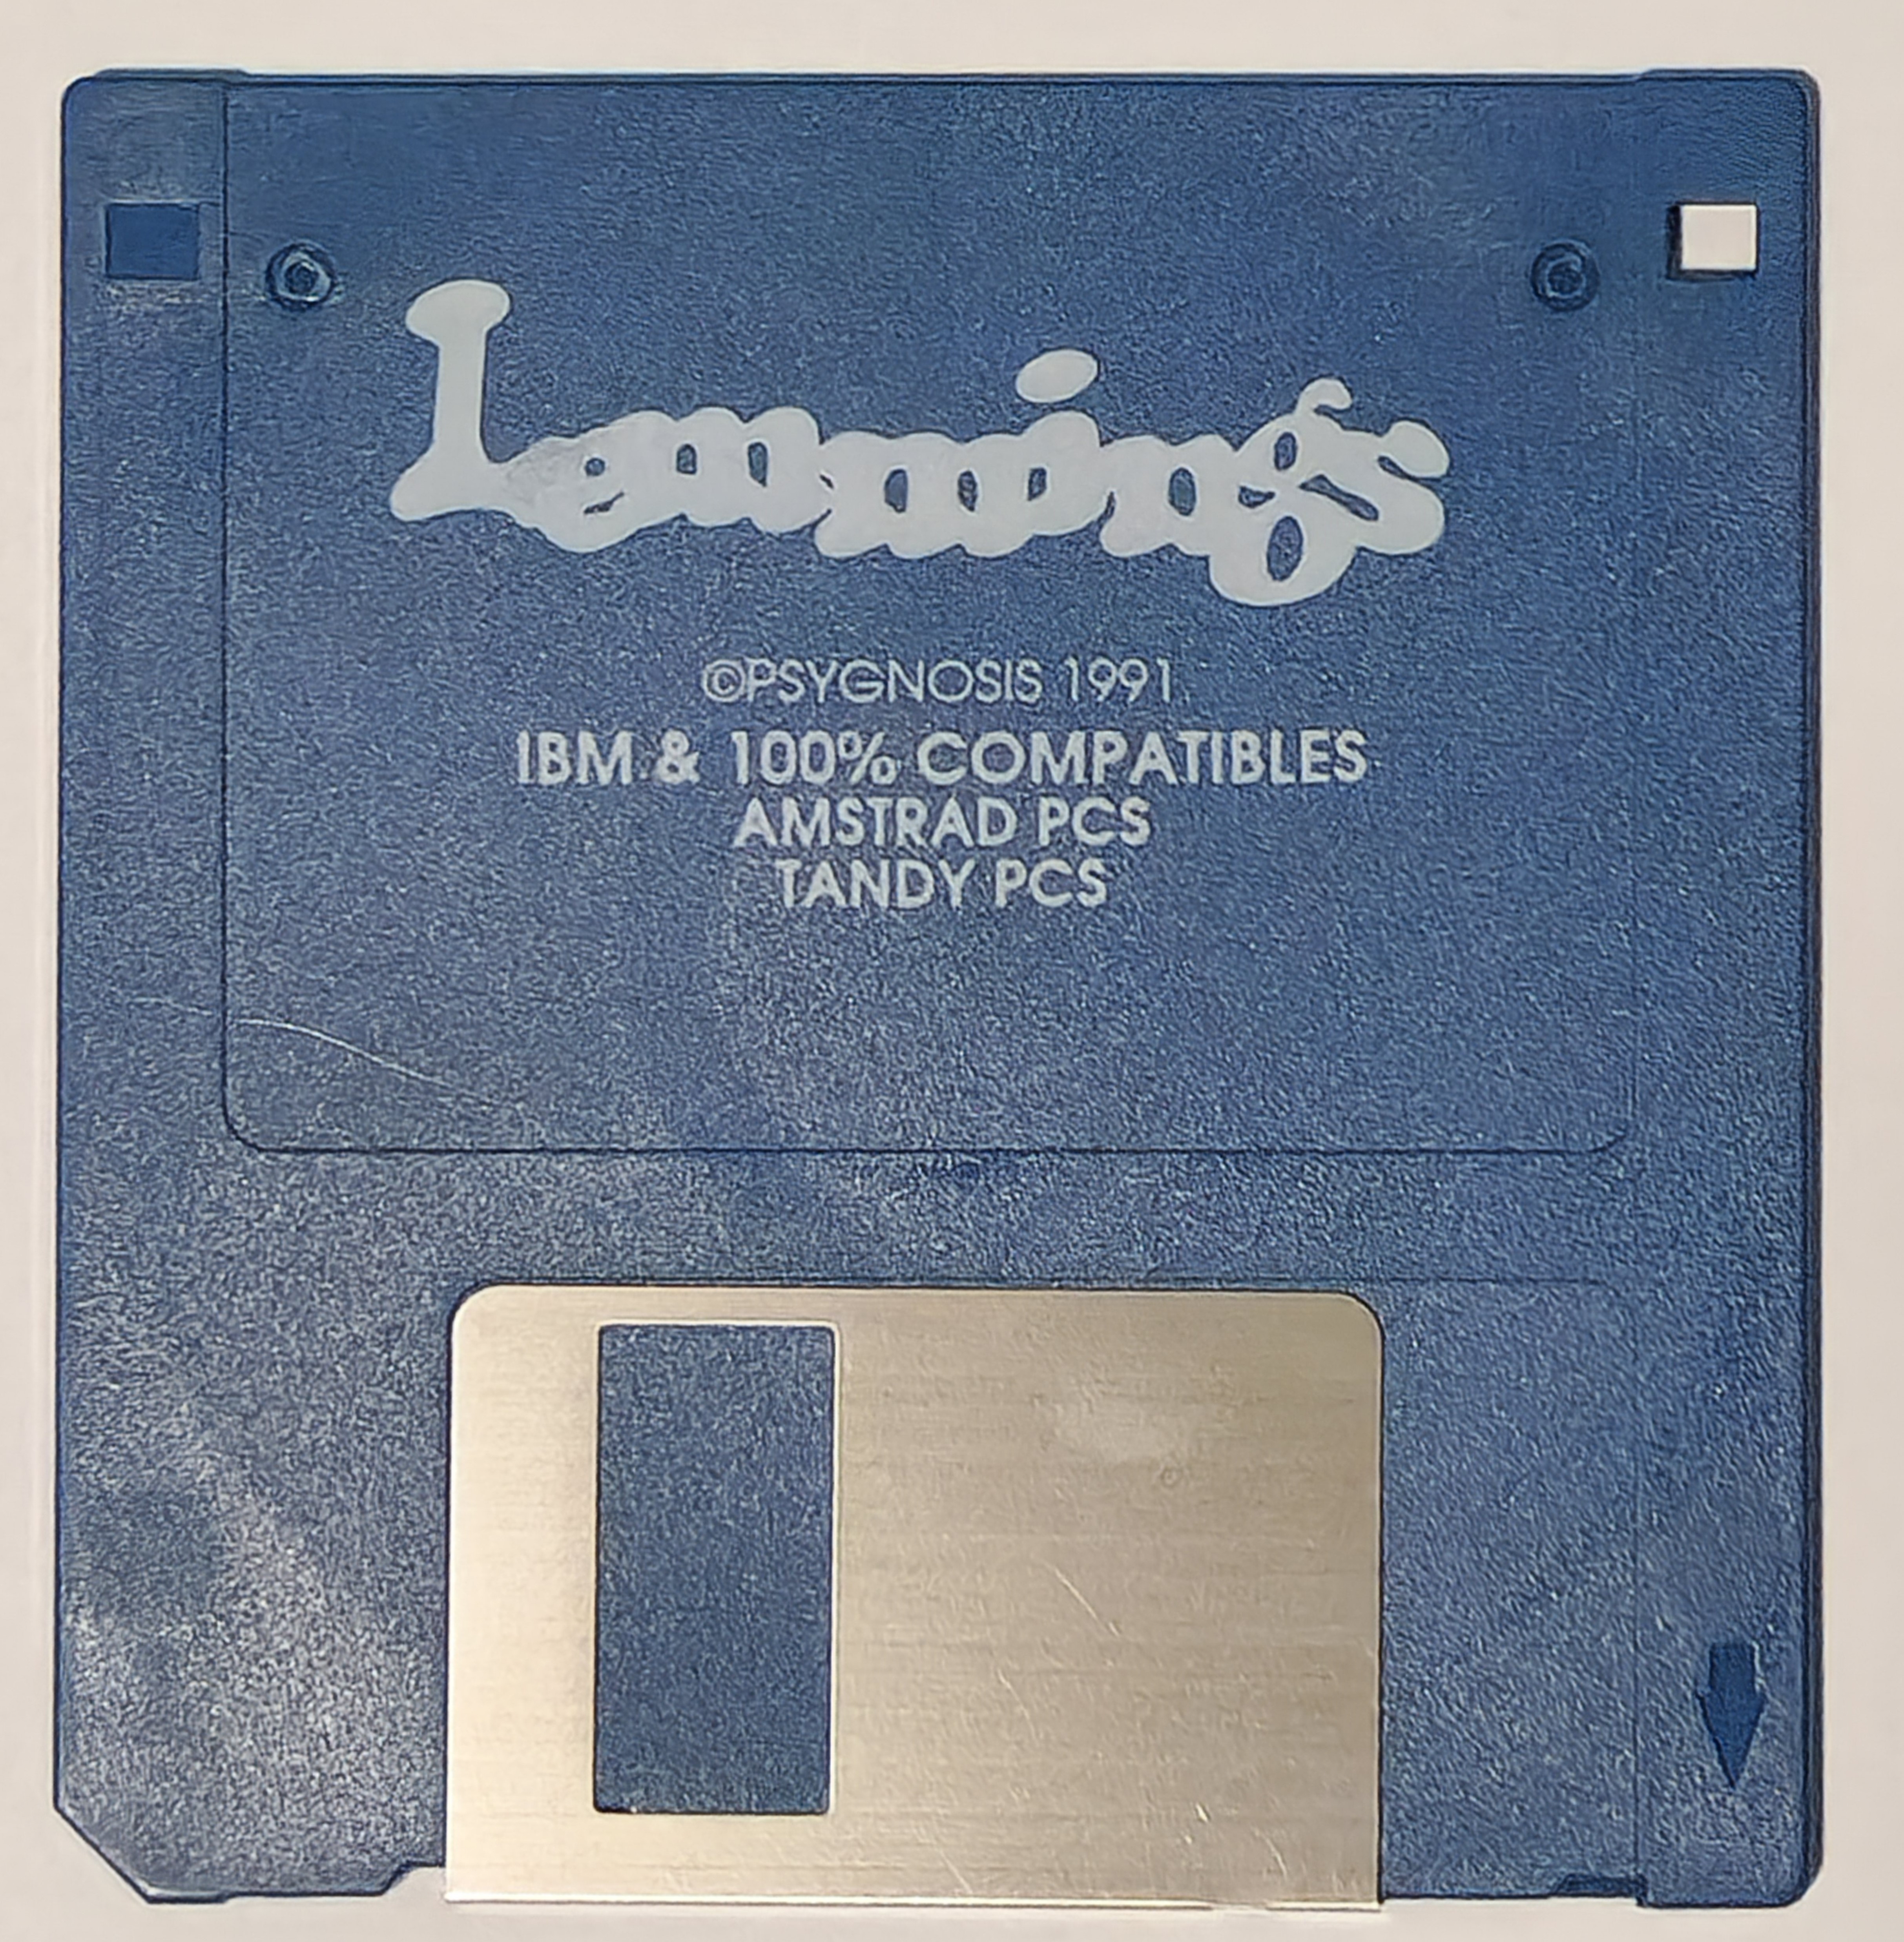 Lemmings
©PSYGNOSIS 1991
IBM & 100% COMPATIBLES
AMSTRAD PCS
TANDY PCS